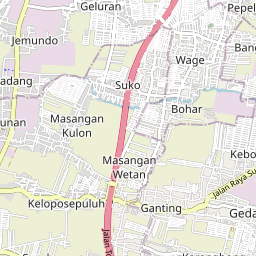 Geluran
Pepel
Jemundo
Wage
Ban
adang
Suko
Bohar
Masangan
Kulon
unan
Masangan
Wetan
Kebo
Jalan Raya Su
Keloposepuluh
Ganting
Geda
Jalan T